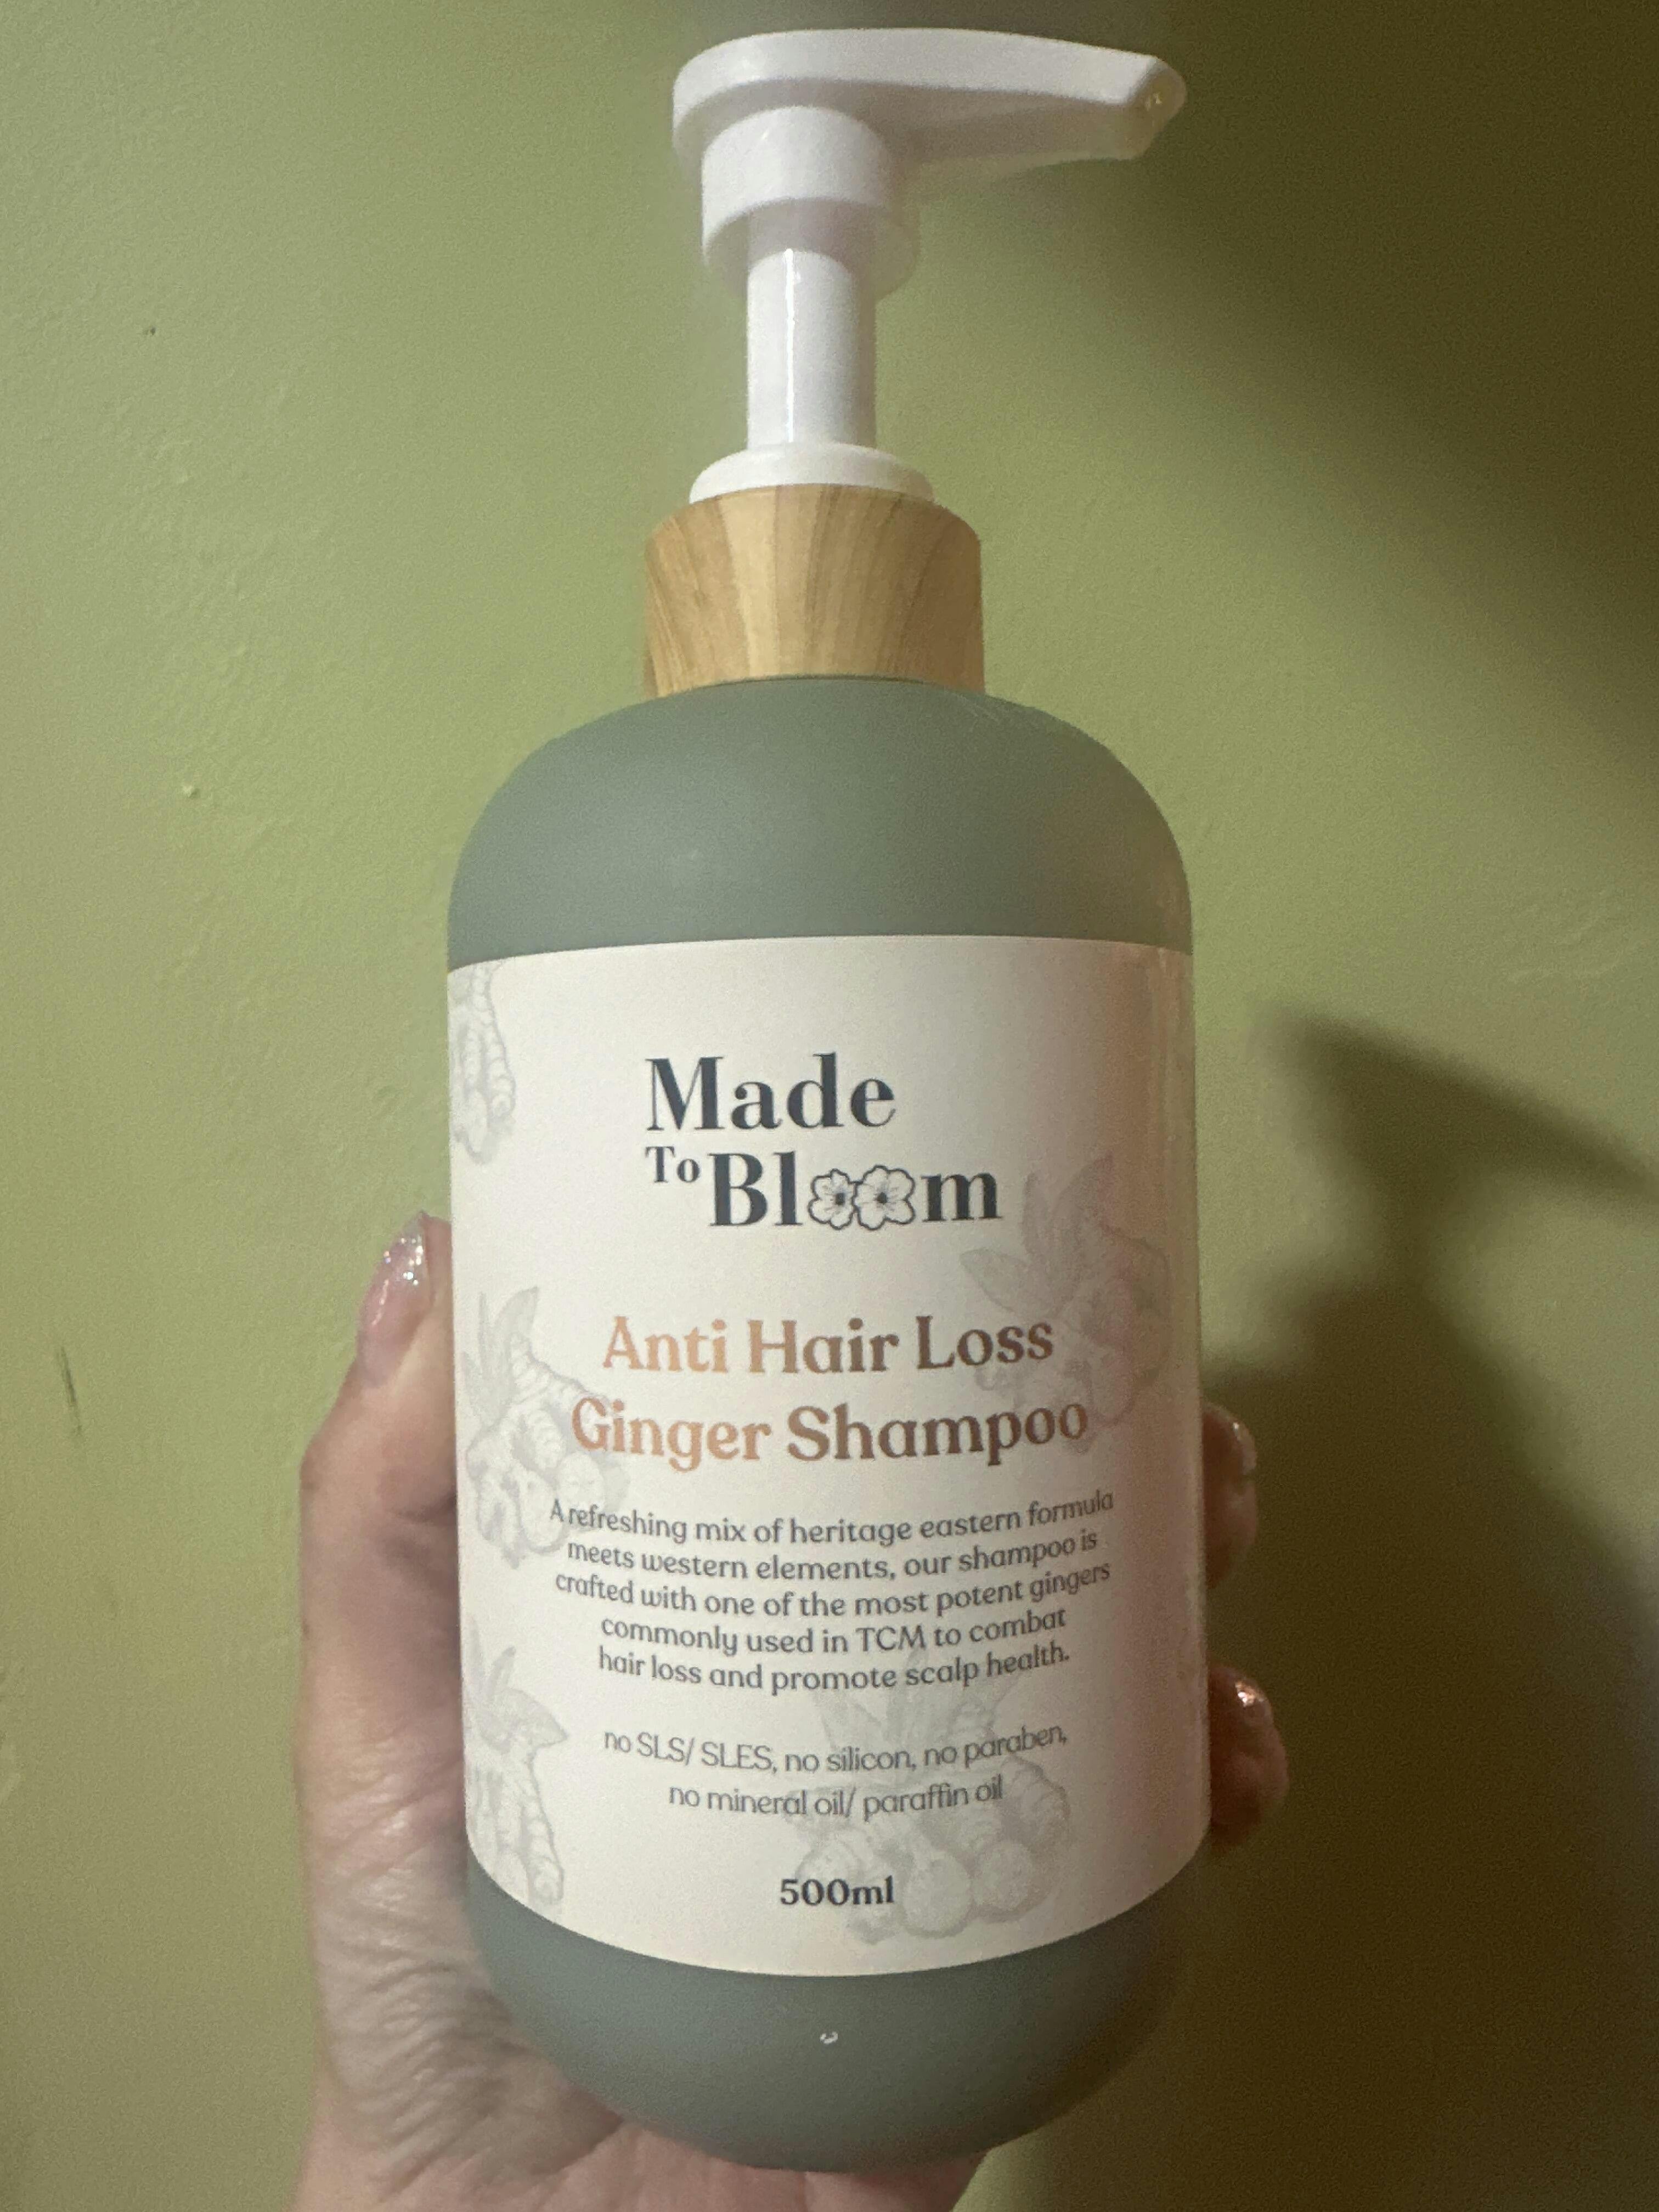 Made
To Bloom
Anti Hair Loss
Ginger Shampoo
A refreshing mix of heritage eastern formula
meets western elements, our shampoo is
crafted with one of the most potent gingers
commonly used in TCM to combat
hair loss and promote scalp health.
no SLS/ SLES, no silicon, no paraben,
no mineral oil/ paraffin oil
500ml